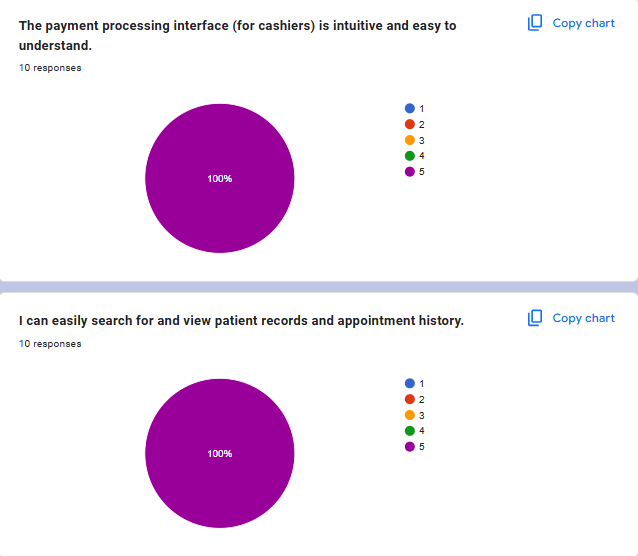 The payment processing interface (for cashiers) is intuitive and easy to
understand.
Copy chart
10 responses
100%
1
2
3
4
5
I can easily search for and view patient records and appointment history.
Copy chart
10 responses
100%
1
2
3
4
5